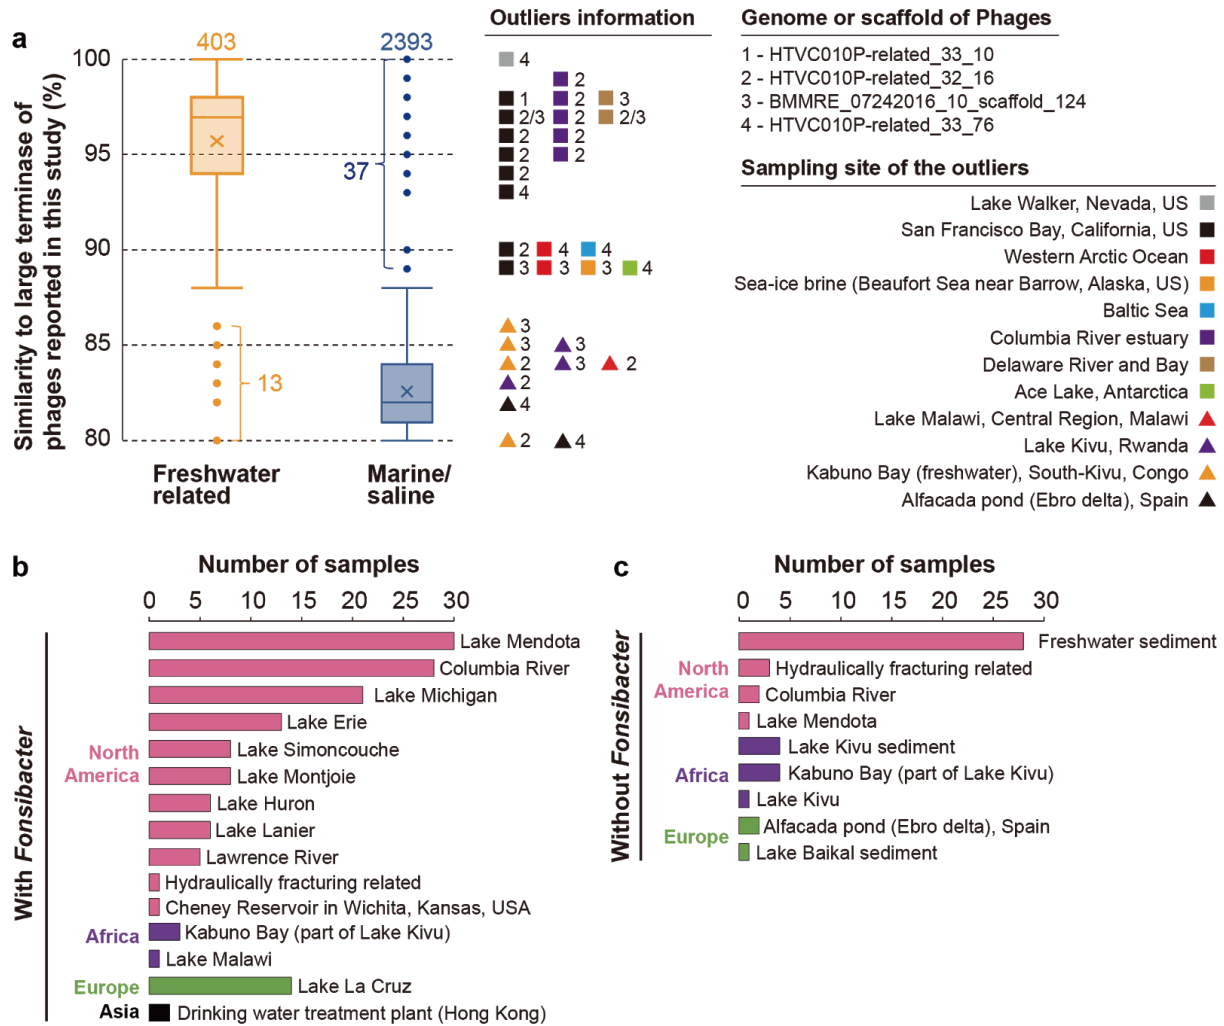 a
Similarity to large terminase of
phages reported in this study (%)
100
95
90
85
80
403
2393
37
13
Freshwater
related
Marine/
saline
Outliers information
4
2
1 2 3
2/3 2 2/3
2 2
2 2
2
4
2 4 4
3 3 3 4
3
3 3
2 3 2
2
4
2 4
Genome or scaffold of Phages
1 - HTVC010P-related_33_10
2 - HTVC010P-related_32_16
3 - BMMRE_07242016_10_scaffold_124
4 - HTVC010P-related_33_76
Sampling site of the outliers
Lake Walker, Nevada, US
San Francisco Bay, California, US
Western Arctic Ocean
Sea-ice brine (Beaufort Sea near Barrow, Alaska, US)
Baltic Sea
Columbia River estuary
Delaware River and Bay
Ace Lake, Antarctica
Lake Malawi, Central Region, Malawi
Lake Kivu, Rwanda
Kabuno Bay (freshwater), South-Kivu, Congo
Alfacada pond (Ebro delta), Spain
b
Number of samples
0 5 10 15 20 25 30
With Fonsibacter
North
America
Africa
Europe
Asia
Lake Mendota
Columbia River
Lake Michigan
Lake Erie
Lake Simoncouche
Lake Montjoie
Lake Huron
Lake Lanier
Lawrence River
Hydraulically fracturing related
Cheney Reservoir in Wichita, Kansas, USA
Kabuno Bay (part of Lake Kivu)
Lake Malawi
Lake La Cruz
Drinking water treatment plant (Hong Kong)
c
Number of samples
0 5 10 15 20 25 30
Without Fonsibacter
North
America
Africa
Europe
Freshwater sediment
Hydraulically fracturing related
Columbia River
Lake Mendota
Lake Kivu sediment
Kabuno Bay (part of Lake Kivu)
Lake Kivu
Alfacada pond (Ebro delta), Spain
Lake Baikal sediment